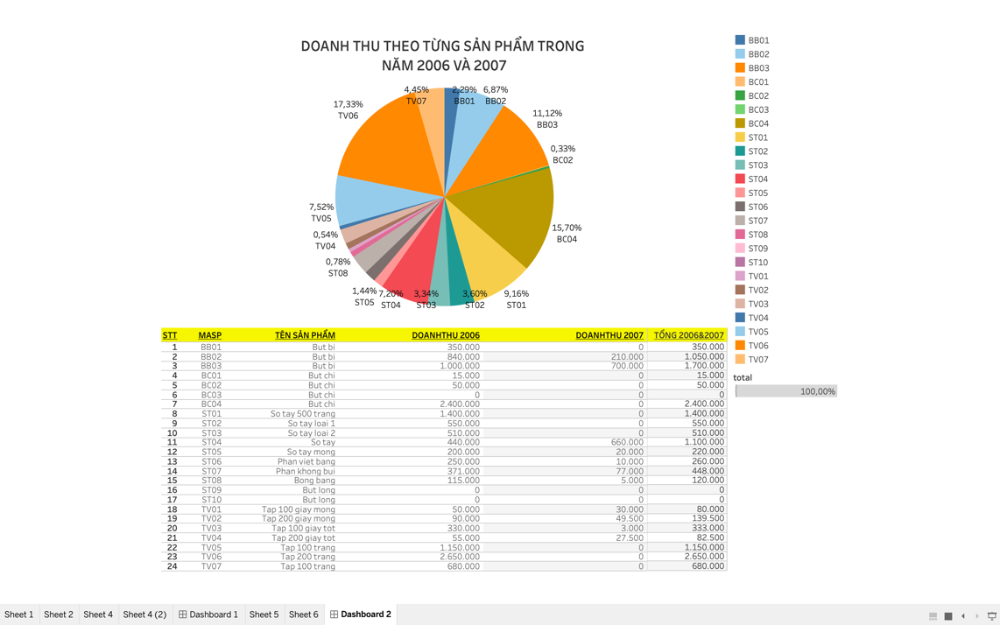 DOANH THU THEO TỪNG SẢN PHẨM TRONG
NĂM 2006 VÀ 2007
4,45%
TV07
2,29%
BB01
6,87%
BB02
17,33%
TV06
11,12%
BB03
0,33%
BC02
7,52%
TV05
15,70%
BC04
0,54%
TV04
0,78%
ST08
1,44%
ST05
7,20%
ST04
3,34%
ST03
3,60%
ST02
9,16%
ST01
BB01
BB02
BB03
BC01
BC02
BC03
BC04
ST01
ST02
ST03
ST04
ST05
ST06
ST07
ST08
ST09
ST10
TV01
TV02
TV03
TV04
TV05
TV06
TV07
total
100,00%
STT MASP TÊN SẢN PHẨM DOANHTHU 2006 DOANHTHU 2007 TỔNG 2006&2007
1 BB01 But bi 350.000 0 350.000
2 BB02 But bi 840.000 210.000 1.050.000
3 BB03 But bi 1.000.000 700.000 1.700.000
4 BC01 But chi 15.000 0 15.000
5 BC02 But chi 50.000 0 50.000
6 BC03 But chi 0 0 0
7 BC04 But chi 2.400.000 0 2.400.000
8 ST01 So tay 500 trang 1.400.000 0 1.400.000
9 ST02 So tay loai 1 550.000 0 550.000
10 ST03 So tay loai 2 510.000 0 510.000
11 ST04 So tay 440.000 660.000 1.100.000
12 ST05 So tay mong 200.000 20.000 220.000
13 ST06 Phan viet bang 250.000 10.000 260.000
14 ST07 Phan khong bui 371.000 77.000 448.000
15 ST08 Bong bang 115.000 5.000 120.000
16 ST09 But long 0 0 0
17 ST10 But long 0 0 0
18 TV01 Tap 100 giay mong 50.000 30.000 80.000
19 TV02 Tap 200 giay mong 90.000 49.500 139.500
20 TV03 Tap 100 giay tot 330.000 3.000 333.000
21 TV04 Tap 200 giay tot 55.000 27.500 82.500
22 TV05 Tap 100 trang 1.150.000 0 1.150.000
23 TV06 Tap 200 trang 2.650.000 0 2.650.000
24 TV07 Tap 100 trang 680.000 0 680.000
Sheet 1 Sheet 2 Sheet 4 Sheet 4 (2) Dashboard 1 Sheet 5 Sheet 6 Dashboard 2